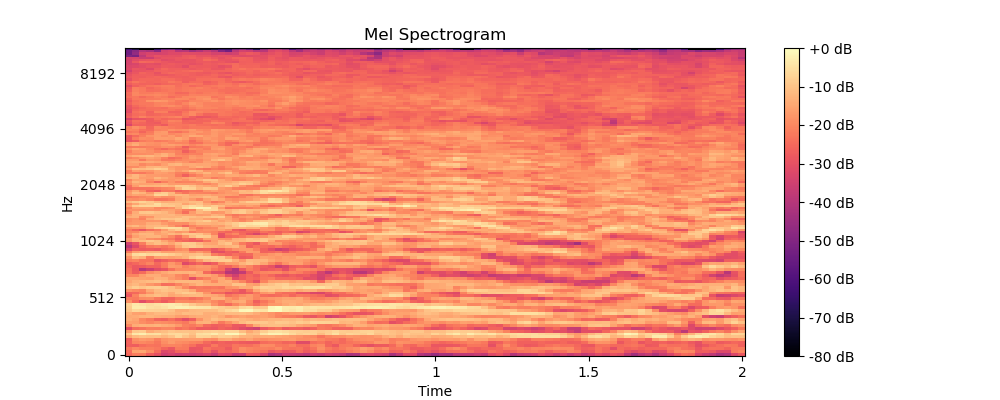 Mel Spectrogram
Hz
8192
4096
2048
1024
512
0
0
0.5
1
1.5
2
Time
+0 dB
-10 dB
-20 dB
-30 dB
-40 dB
-50 dB
-60 dB
-70 dB
-80 dB